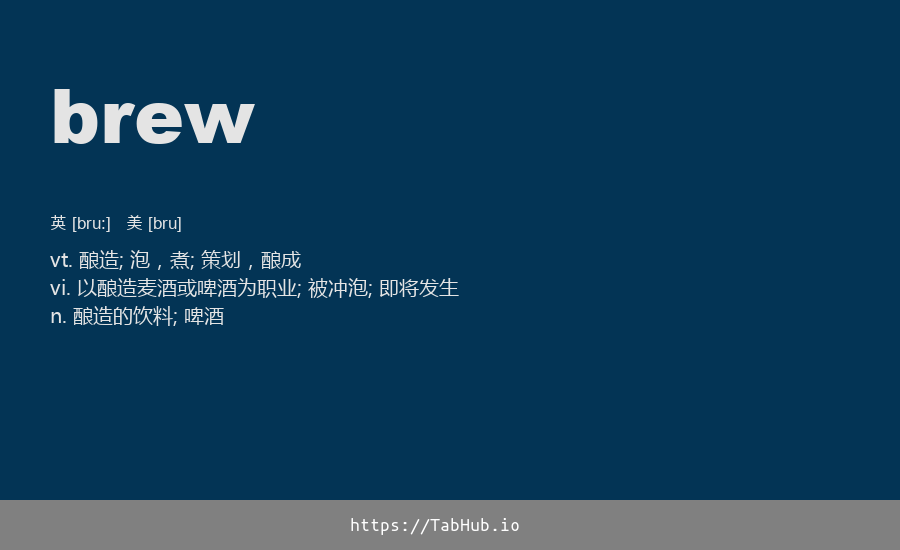 brew
英 [bru:] 美 [bru]
vt. 酿造; 泡，煮; 策划，酿成
vi. 以酿造麦酒或啤酒为职业; 被冲泡; 即将发生
n. 酿造的饮料; 啤酒
https://TabHub.io